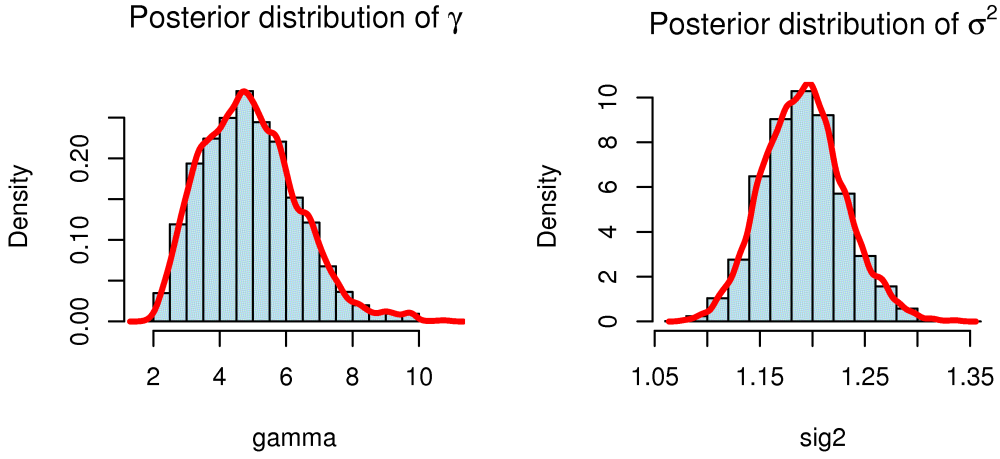 Posterior distribution of γ
Density
0.00 0.10 0.20
2 4 6 8 10
gamma
Posterior distribution of σ²
Density
0 2 4 6 8 10
1.05 1.15 1.25 1.35
sig2